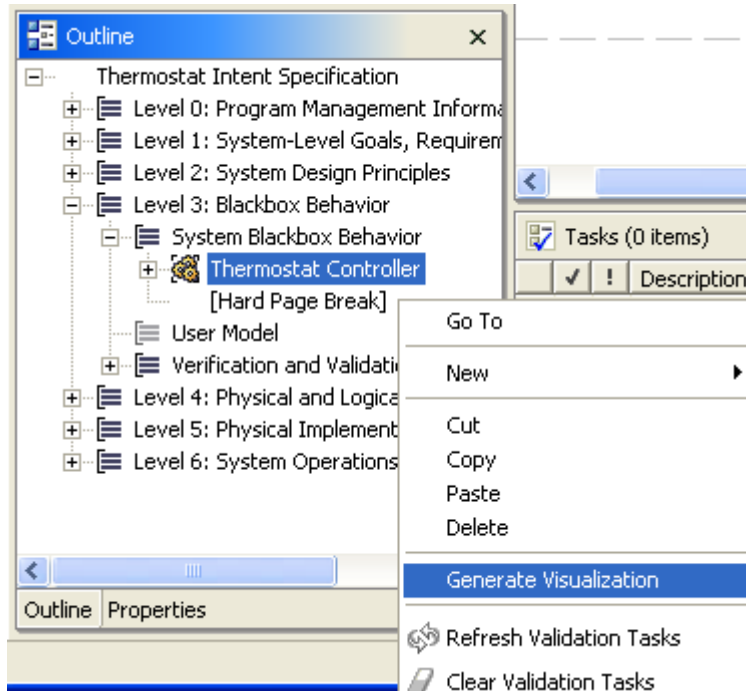 Outline
Thermostat Intent Specification
Level 0: Program Management Informa
Level 1: System-Level Goals, Requirem
Level 2: System Design Principles
Level 3: Blackbox Behavior
System Blackbox Behavior
Thermostat Controller
[Hard Page Break]
User Model
Verification and Validati
Level 4: Physical and Logica
Level 5: Physical Implement
Level 6: System Operations
Outline Properties
Tasks (0 items)
! Description
Go To
New
Cut
Copy
Paste
Delete
Generate Visualization
Refresh Validation Tasks
Clear Validation Tasks